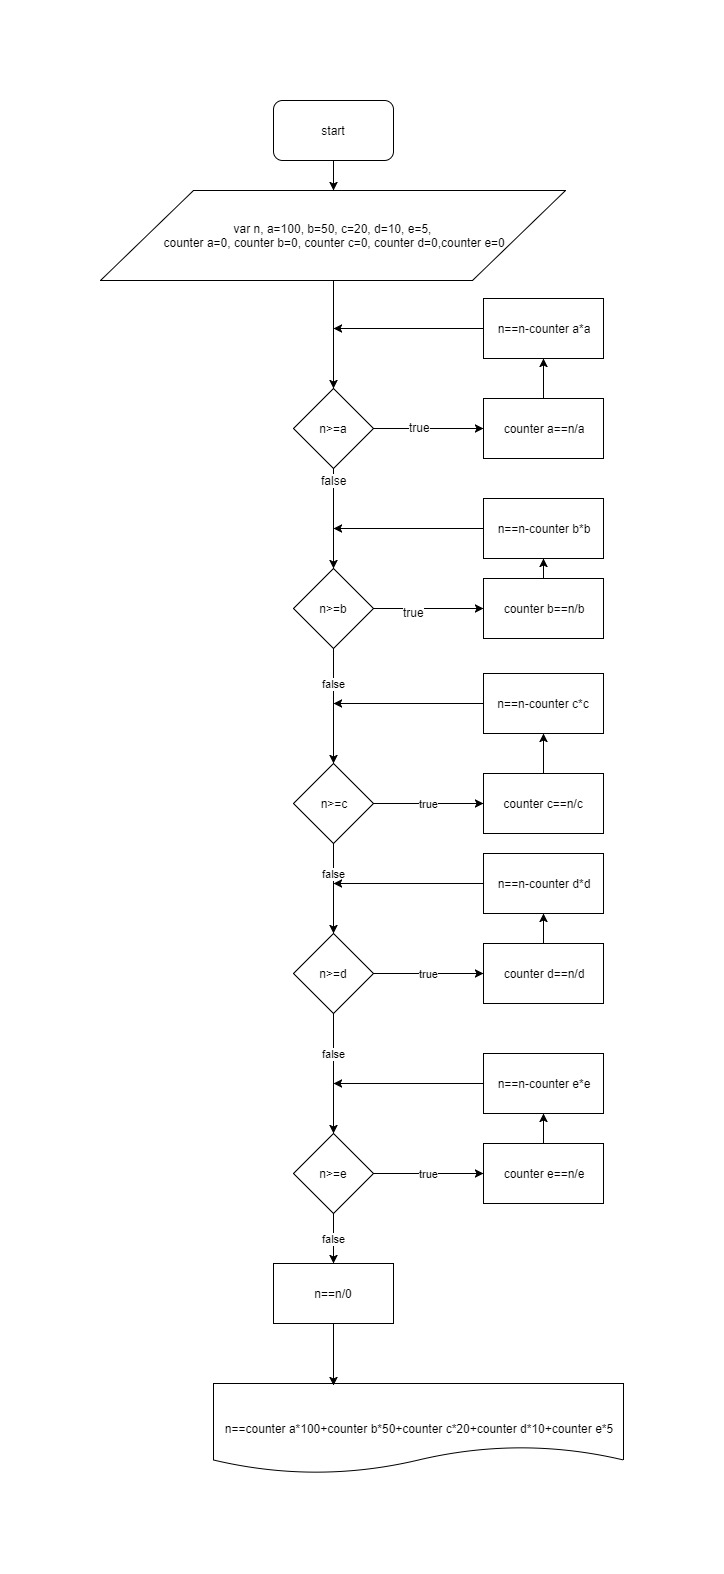 start
var n, a=100, b=50, c=20, d=10, e=5,
counter a=0, counter b=0, counter c=0, counter d=0,counter e=0
n==n-counter a*a
n>=a
true
counter a==n/a
false
n==n-counter b*b
n>=b
true
counter b==n/b
false
n==n-counter c*c
n>=c
true
counter c==n/c
false
n==n-counter d*d
n>=d
true
counter d==n/d
false
n==n-counter e*e
n>=e
true
counter e==n/e
false
n==n/0
n==counter a*100+counter b*50+counter c*20+counter d*10+counter e*5